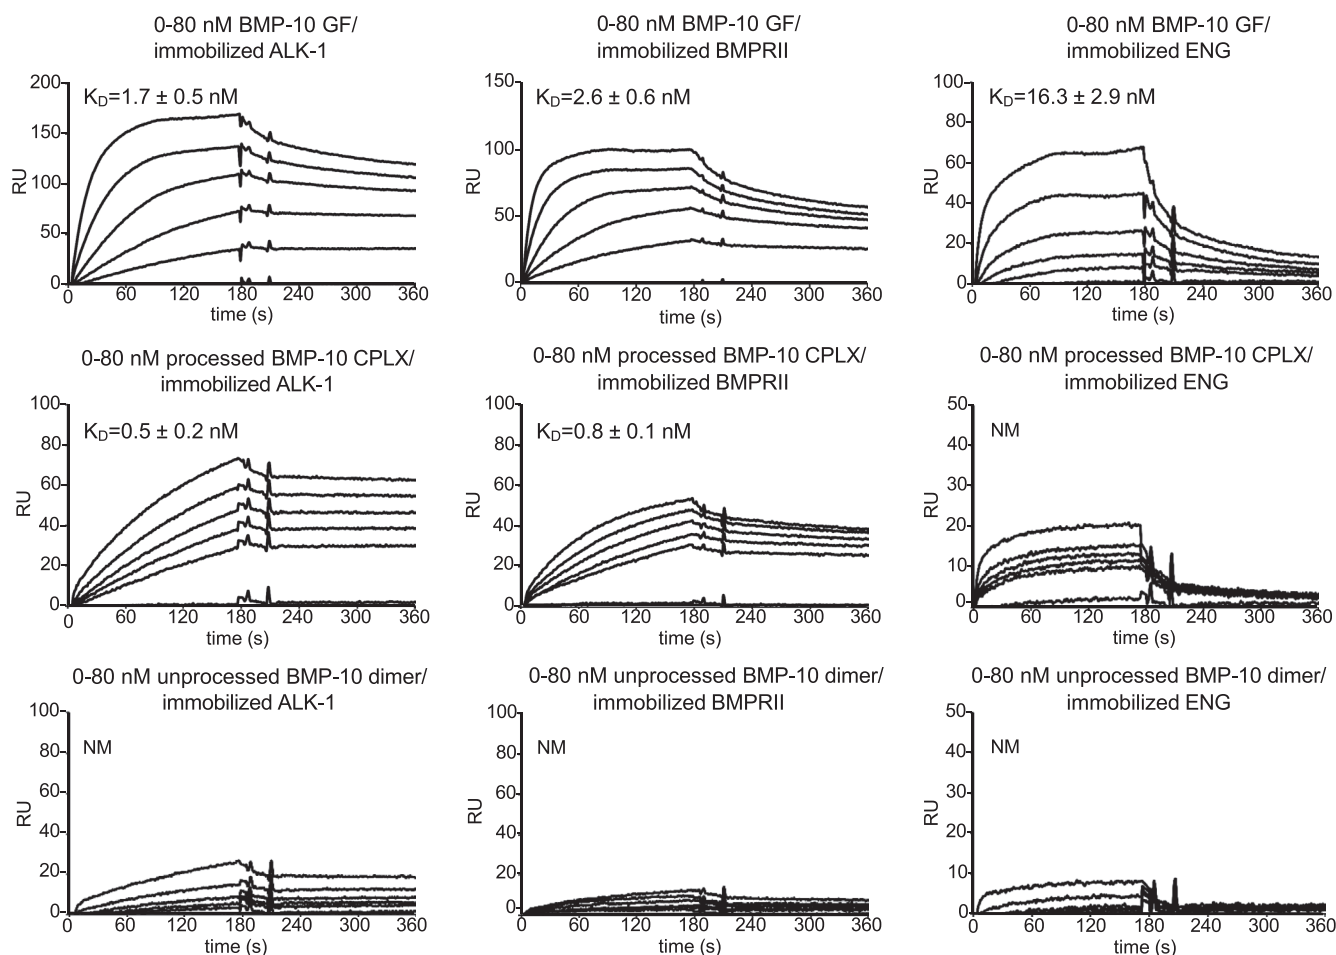 0-80 nM BMP-10 GF/
immobilized ALK-1
200
150
100
50
0
RU
K_D=1.7 ± 0.5 nM
0 60 120 180 240 300 360
time (s)
0-80 nM BMP-10 GF/
immobilized BMPRII
150
100
50
0
RU
K_D=2.6 ± 0.6 nM
0 60 120 180 240 300 360
time (s)
0-80 nM BMP-10 GF/
immobilized ENG
100
80
60
40
20
0
RU
K_D=16.3 ± 2.9 nM
0 60 120 180 240 300 360
time (s)
0-80 nM processed BMP-10 CPLX/
immobilized ALK-1
100
80
60
40
20
0
RU
K_D=0.5 ± 0.2 nM
0 60 120 180 240 300 360
time (s)
0-80 nM processed BMP-10 CPLX/
immobilized BMPRII
100
80
60
40
20
0
RU
K_D=0.8 ± 0.1 nM
0 60 120 180 240 300 360
time (s)
0-80 nM processed BMP-10 CPLX/
immobilized ENG
50
40
30
20
10
0
RU
NM
0 60 120 180 240 300 360
time (s)
0-80 nM unprocessed BMP-10 dimer/
immobilized ALK-1
100
80
60
40
20
0
RU
NM
0 60 120 180 240 300 360
time (s)
0-80 nM unprocessed BMP-10 dimer/
immobilized BMPRII
100
80
60
40
20
0
RU
NM
0 60 120 180 240 300 360
time (s)
0-80 nM unprocessed BMP-10 dimer/
immobilized ENG
50
40
30
20
10
0
RU
NM
0 60 120 180 240 300 360
time (s)